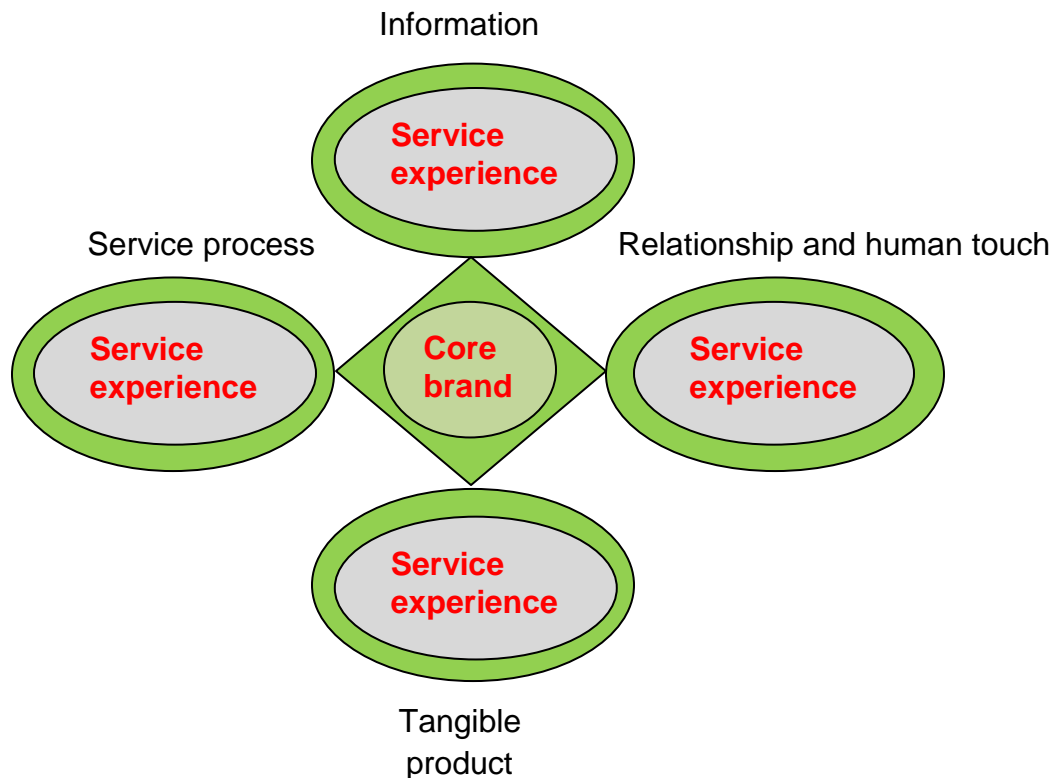 Information
Service
experience
Service process
Relationship and human touch
Service
experience
Core
brand
Service
experience
Service
experience
Tangible
product